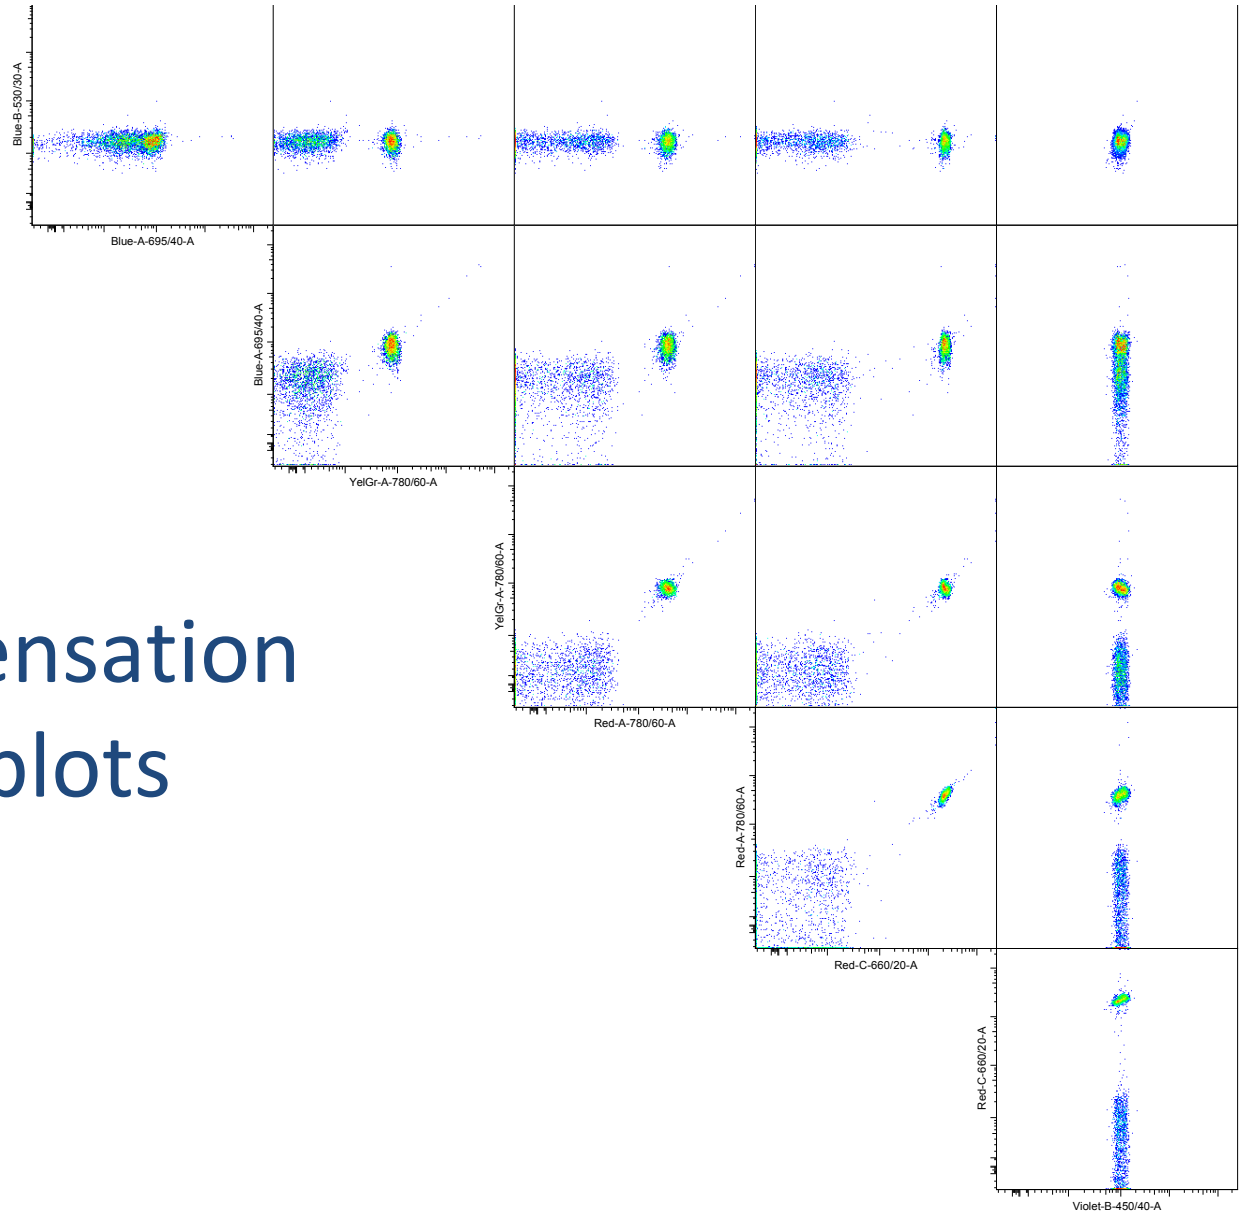 Blue-B-530/30-A
Blue-A-695/40-A
Blue-A-695/40-A
YelGr-A-780/60-A
YelGr-A-780/60-A
ensation
plots
Red-A-780/60-A
Red-A-780/60-A
Red-C-660/20-A
Red-C-660/20-A
Violet-B-450/40-A